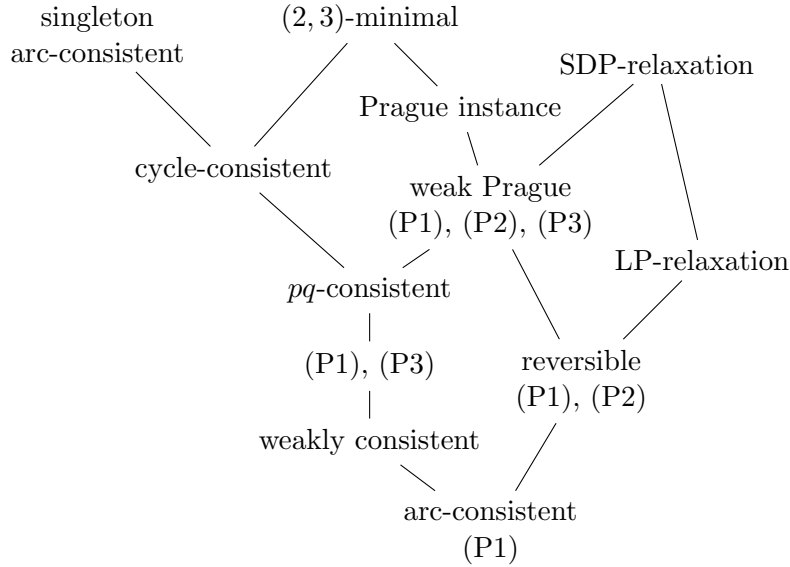 singleton
arc-consistent
(2, 3)-minimal
SDP-relaxation
Prague instance
cycle-consistent
weak Prague
(P1), (P2), (P3)
LP-relaxation
pq-consistent
(P1), (P3)
reversible
(P1), (P2)
weakly consistent
arc-consistent
(P1)